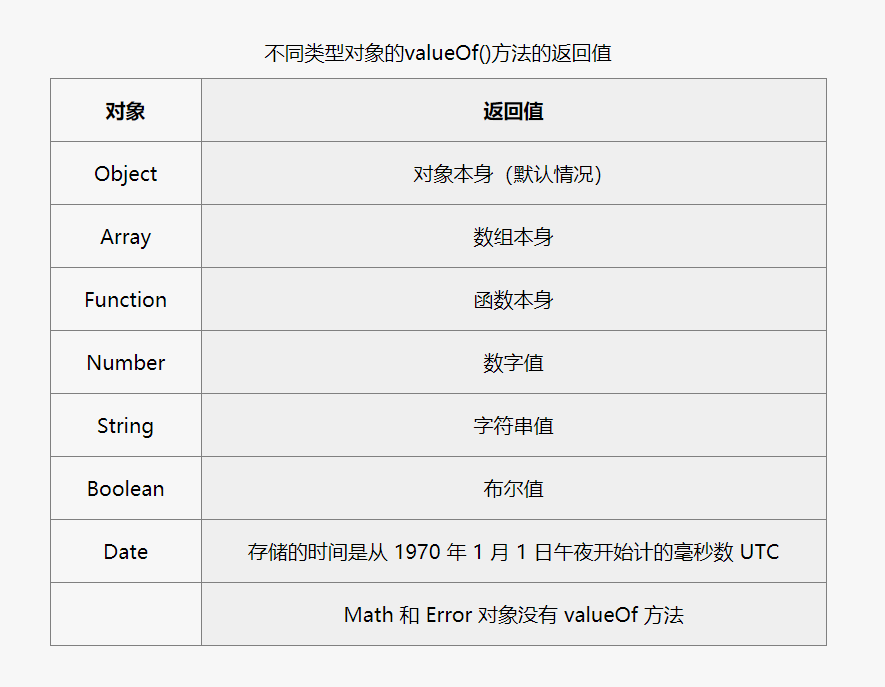 不同类型对象的valueOf()方法的返回值
对象 返回值
Object 对象本身（默认情况）
Array 数组本身
Function 函数本身
Number 数字值
String 字符串值
Boolean 布尔值
Date 存储的时间是从 1970 年 1 月 1 日午夜开始计的毫秒数 UTC
Math 和 Error 对象没有 valueOf 方法